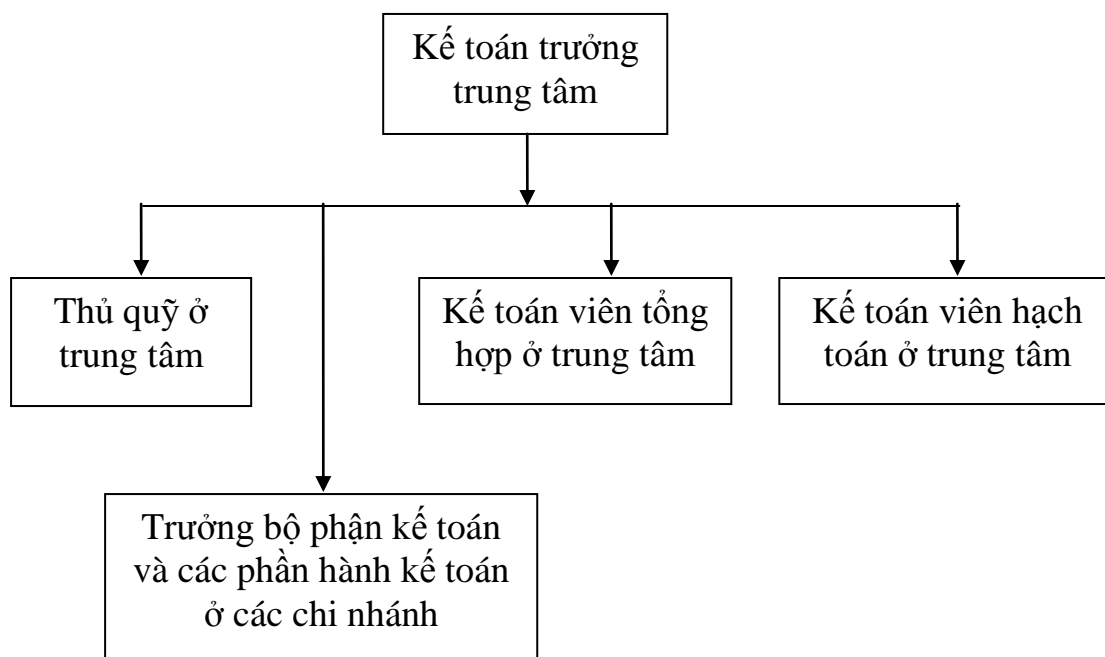 Kế toán trưởng
trung tâm
Thủ quỹ ở
trung tâm
Kế toán viên tổng
hợp ở trung tâm
Kế toán viên hạch
toán ở trung tâm
Trưởng bộ phận kế toán
và các phần hành kế toán
ở các chi nhánh